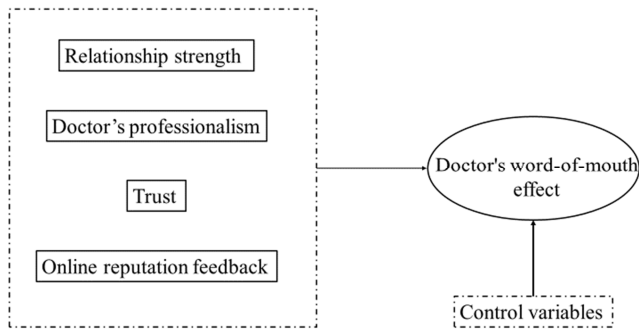 Relationship strength
Doctor’s professionalism
Trust
Online reputation feedback
Doctor's word-of-mouth
effect
Control variables